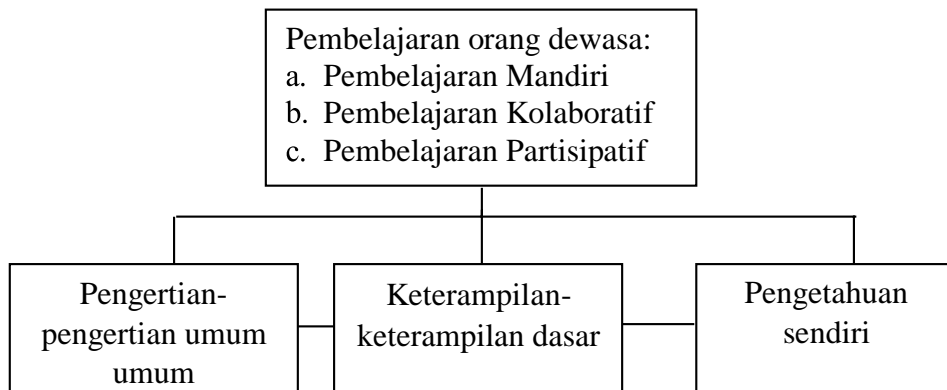 Pembelajaran orang dewasa:
a. Pembelajaran Mandiri
b. Pembelajaran Kolaboratif
c. Pembelajaran Partisipatif
Pengertian-
pengertian umum
umum
Keterampilan-
keterampilan dasar
Pengetahuan
sendiri